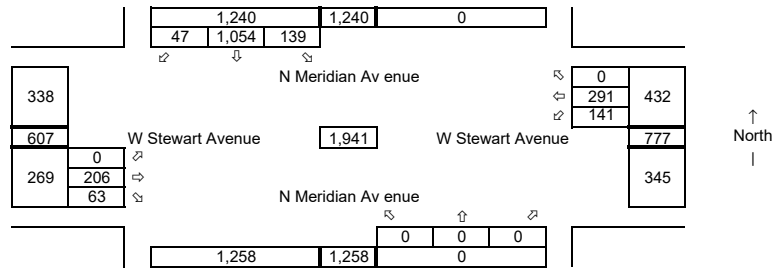 1,240 1,240 0
47 1,054 139
N Meridian Av enue
0
338 291 432
141
↑
607 W Stewart Avenue 1,941 W Stewart Avenue 777 North
0
|
269 206 345
63 N Meridian Av enue
0 0 0
1,258 1,258 0